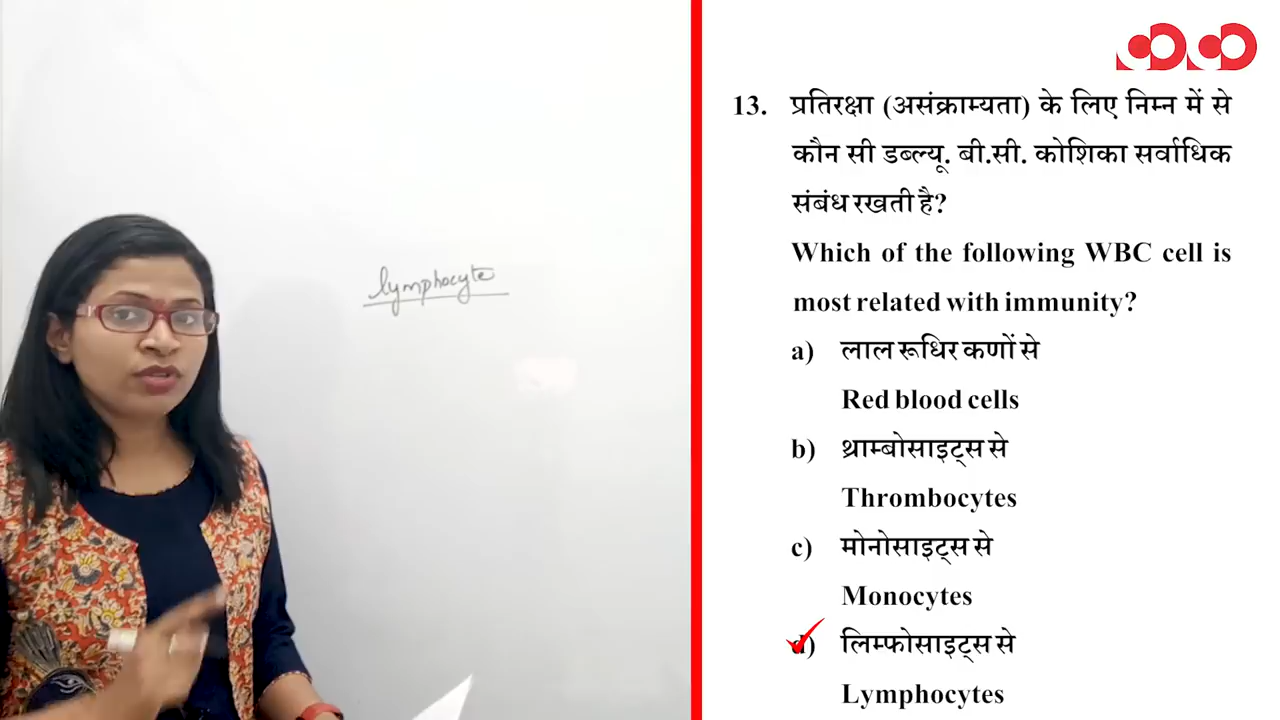 lymphocyte
13. प्रतिरक्षा (असंक्राम्यता) के लिए निम्न में से
कौन सी डब्ल्यू. बी.सी. कोशिका सर्वाधिक
संबंध रखती है?
Which of the following WBC cell is
most related with immunity?
a) लाल रूधिर कणों से
Red blood cells
b) थ्राम्बोसाइट्स से
Thrombocytes
c) मोनोसाइट्स से
Monocytes
d) लिम्फोसाइट्स से
Lymphocytes